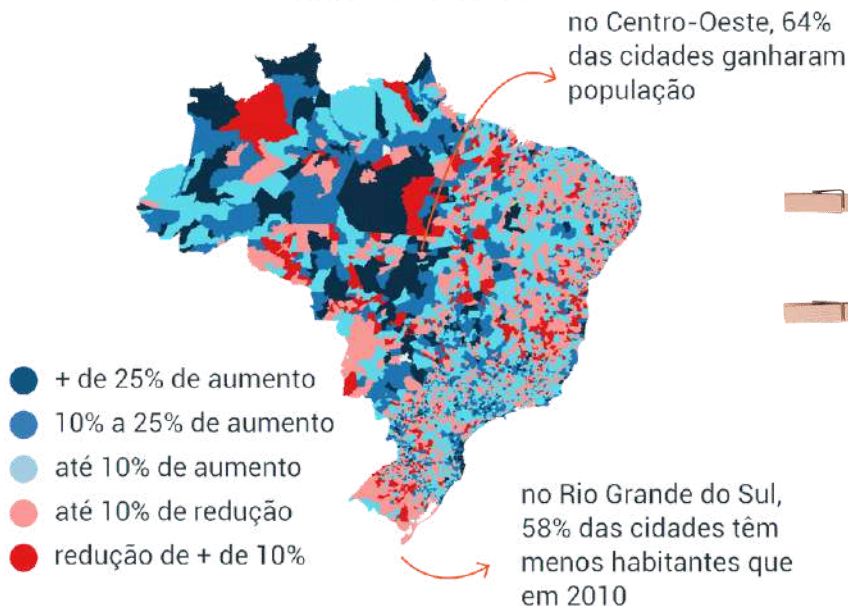 no Centro-Oeste, 64%
das cidades ganharam
população
+ de 25% de aumento
10% a 25% de aumento
até 10% de aumento
até 10% de redução
redução de + de 10%
no Rio Grande do Sul,
58% das cidades têm
menos habitantes que
em 2010